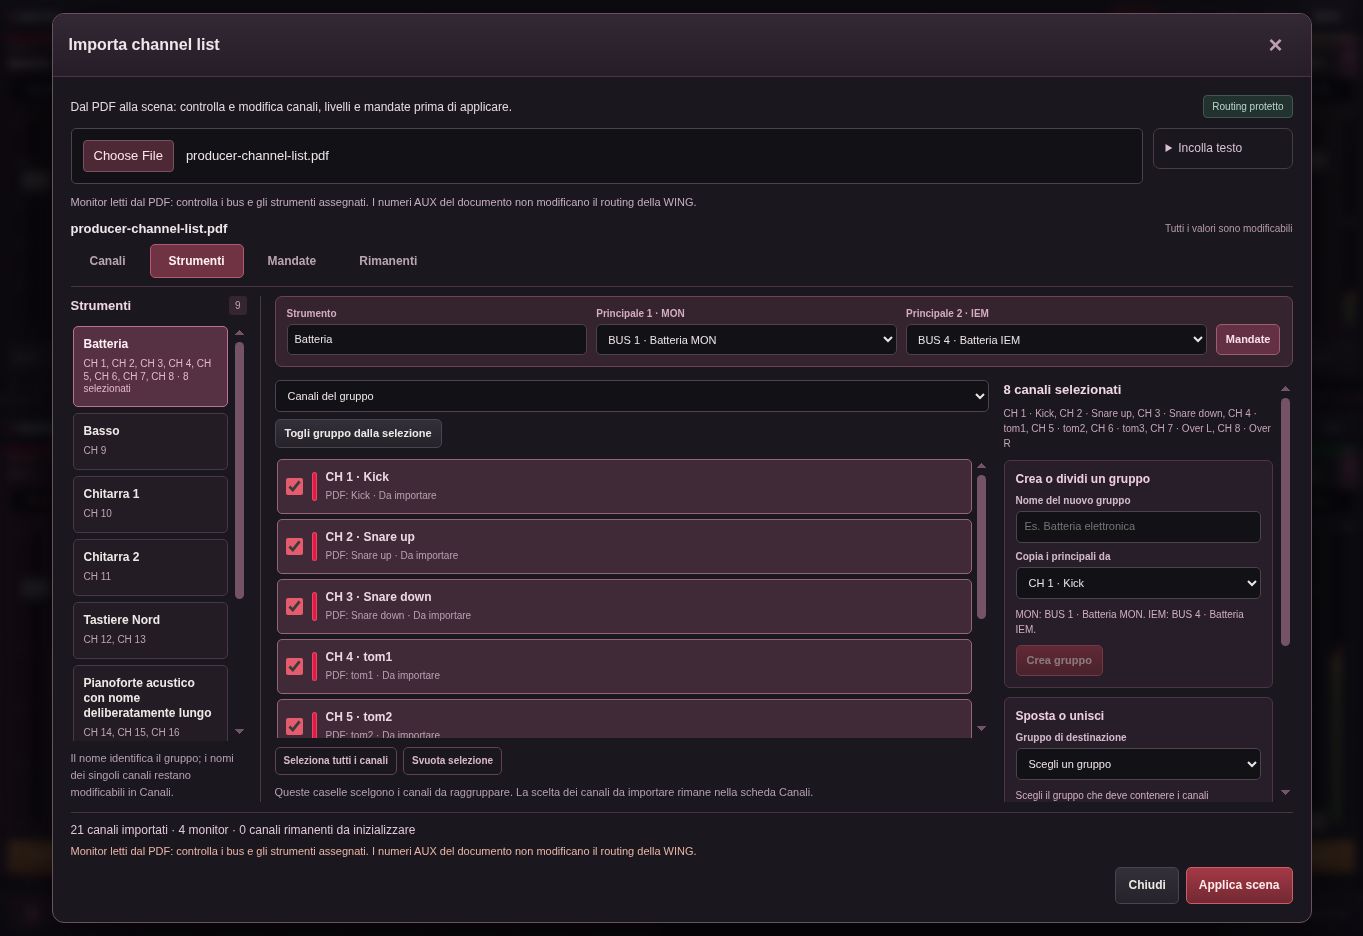 Importa channel list
×
Dal PDF alla scena: controlla e modifica canali, livelli e mandate prima di applicare.
Routing protetto
Choose File
producer-channel-list.pdf
Incolla testo
Monitor letti dal PDF: controlla i bus e gli strumenti assegnati. I numeri AUX del documento non modificano il routing della WING.
producer-channel-list.pdf
Tutti i valori sono modificabili
Canali
Strumenti
Mandate
Rimanenti
Strumenti
9
Batteria
CH 1, CH 2, CH 3, CH 4, CH
5, CH 6, CH 7, CH 8 · 8
selezionati
Basso
CH 9
Chitarra 1
CH 10
Chitarra 2
CH 11
Tastiere Nord
CH 12, CH 13
Pianoforte acustico
con nome
deliberatamente lungo
CH 14, CH 15, CH 16
Il nome identifica il gruppo; i nomi
dei singoli canali restano
modificabili in Canali.
Strumento
Batteria
Principale 1 · MON
BUS 1 · Batteria MON
Principale 2 · IEM
BUS 4 · Batteria IEM
Mandate
Canali del gruppo
Togli gruppo dalla selezione
CH 1 · Kick
PDF: Kick · Da importare
CH 2 · Snare up
PDF: Snare up · Da importare
CH 3 · Snare down
PDF: Snare down · Da importare
CH 4 · tom1
PDF: tom1 · Da importare
CH 5 · tom2
PDF: tom2 · Da importare
Seleziona tutti i canali
Svuota selezione
Queste caselle scelgono i canali da raggruppare. La scelta dei canali da importare rimane nella scheda Canali.
8 canali selezionati
CH 1 · Kick, CH 2 · Snare up, CH 3 · Snare down, CH 4 ·
tom1, CH 5 · tom2, CH 6 · tom3, CH 7 · Over L, CH 8 · Over
R
Crea o dividi un gruppo
Nome del nuovo gruppo
Es. Batteria elettronica
Copia i principali da
CH 1 · Kick
MON: BUS 1 · Batteria MON. IEM: BUS 4 · Batteria
IEM.
Crea gruppo
Sposta o unisci
Gruppo di destinazione
Scegli un gruppo
Scegli il gruppo che deve contenere i canali
21 canali importati · 4 monitor · 0 canali rimanenti da inizializzare
Monitor letti dal PDF: controlla i bus e gli strumenti assegnati. I numeri AUX del documento non modificano il routing della WING.
Chiudi
Applica scena